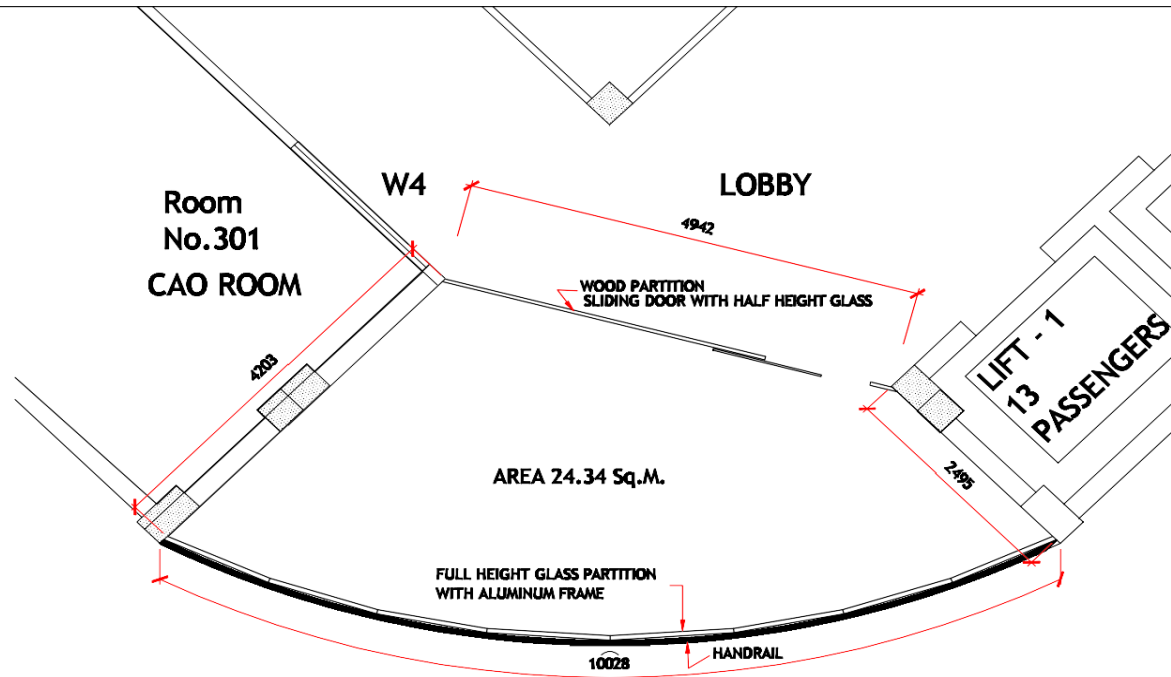 W4
LOBBY
Room
No.301
CAO ROOM
4942
WOOD PARTITION
SLIDING DOOR WITH HALF HEIGHT GLASS
4203
LIFT - 1
13
PASSENGERS
2495
AREA 24.34 Sq.M.
FULL HEIGHT GLASS PARTITION
WITH ALUMINUM FRAME
HANDRAIL
10028